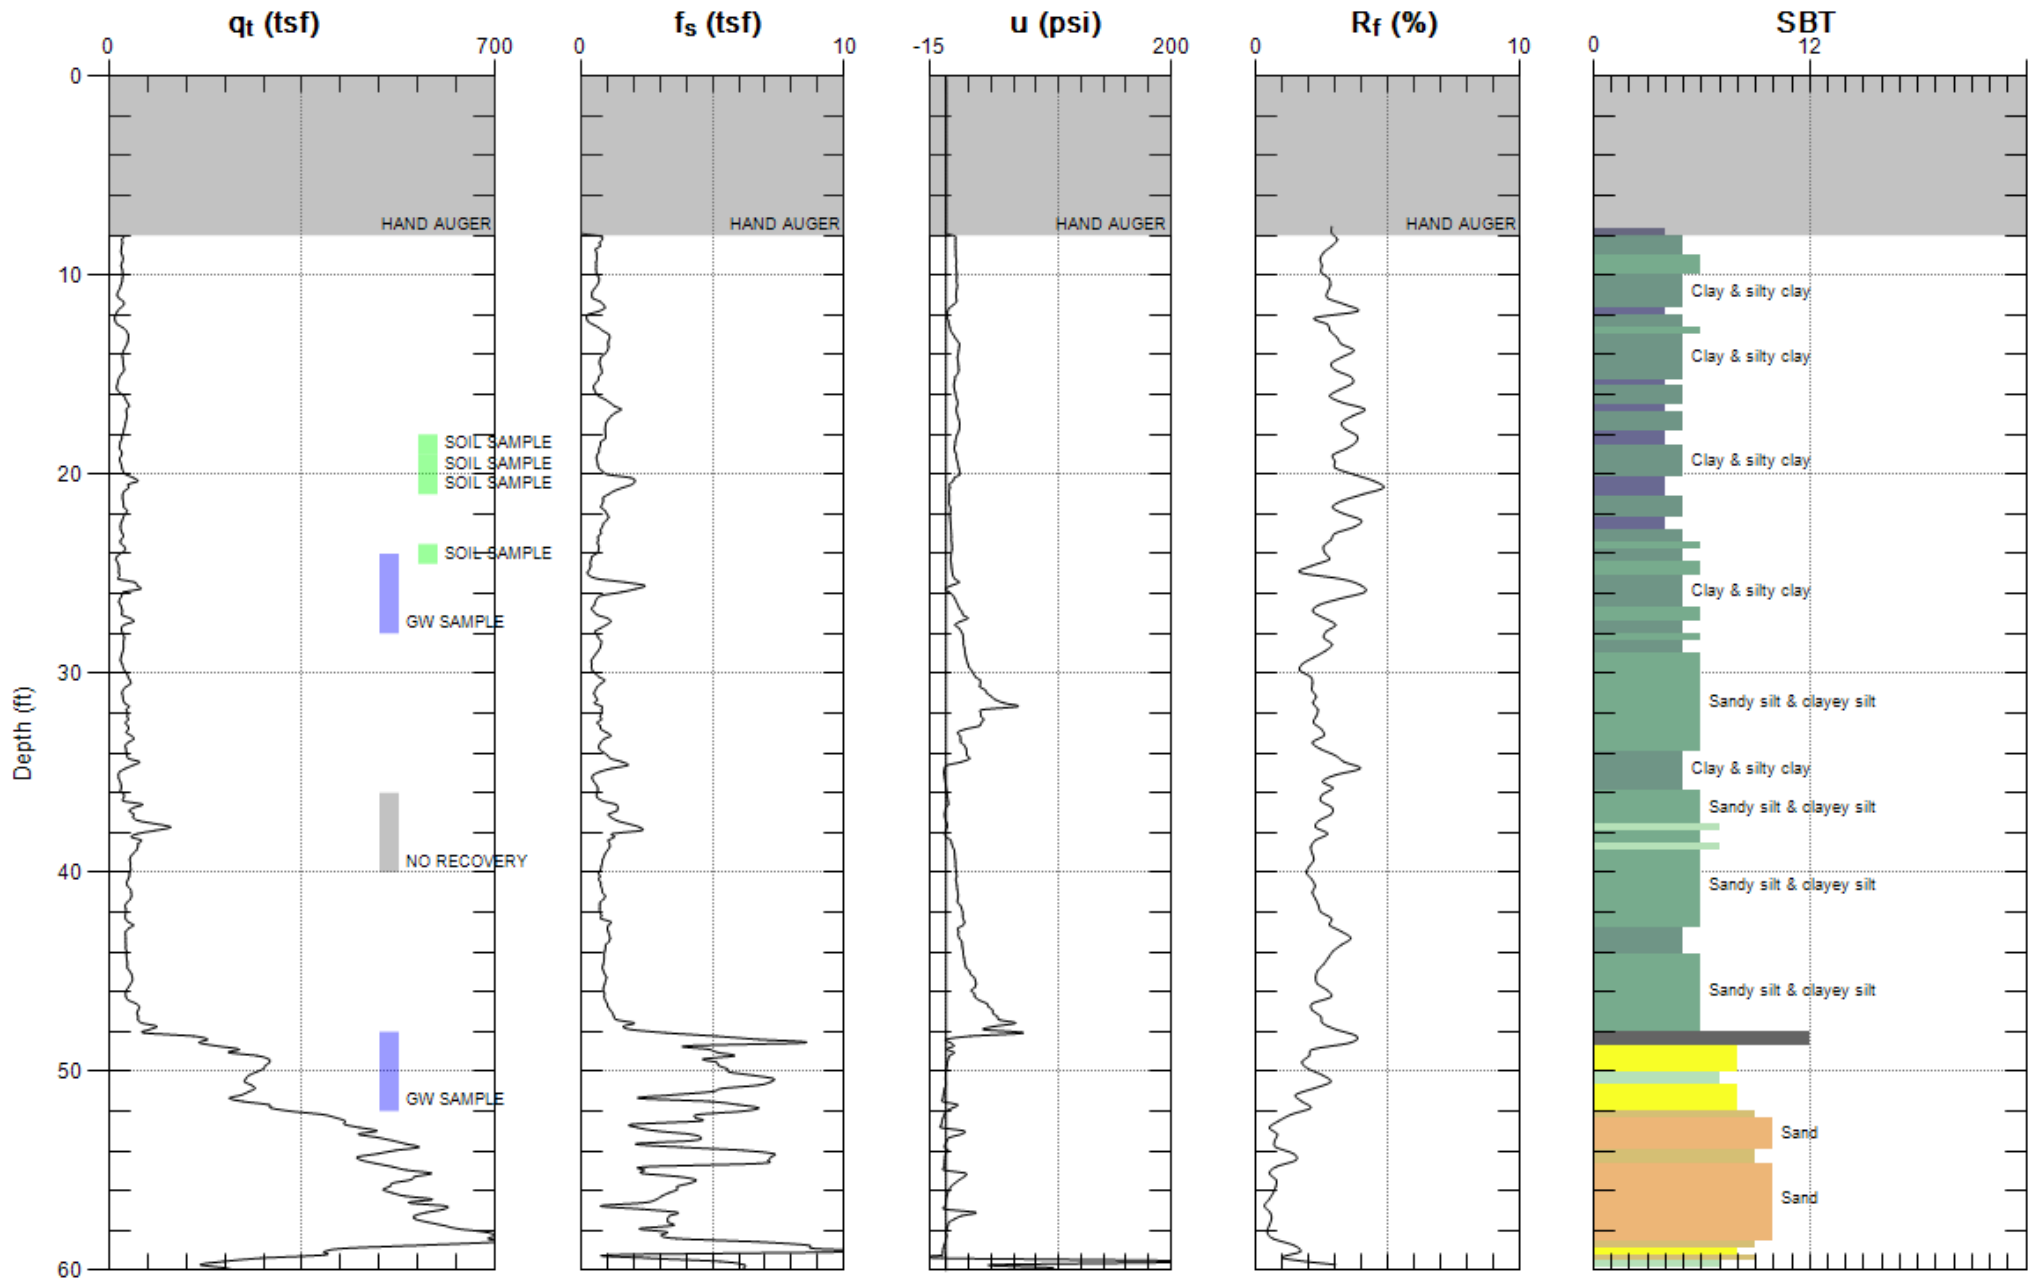 qt (tsf) fs (tsf) u (psi) Rf (%) SBT
0 700 0 10 -15 200 0 10 0 12
0
HAND AUGER HAND AUGER HAND AUGER HAND AUGER
10
Clay & silty clay
Clay & silty clay
SOIL SAMPLE
SOIL SAMPLE Clay & silty clay
20
SOIL SAMPLE
SOIL SAMPLE
Clay & silty clay
GW SAMPLE
30
Depth (ft)
Sandy silt & clayey silt
Clay & silty clay
Sandy silt & clayey silt
NO RECOVERY
40
Sandy silt & clayey silt
Sandy silt & clayey silt
50
GW SAMPLE
Sand
Sand
60